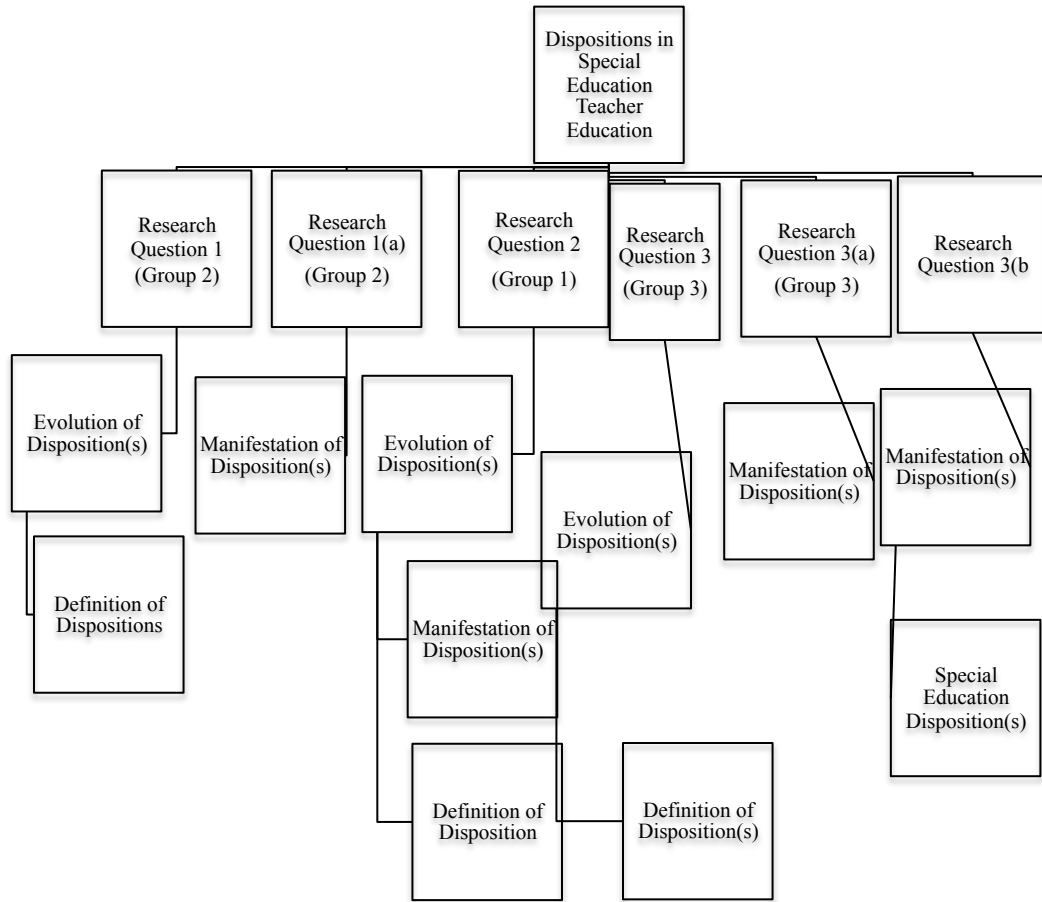 Dispositions in
Special
Education
Teacher
Education
Research
Question 1
(Group 2)
Research
Question 1(a)
(Group 2)
Research
Question 2
(Group 1)
Research
Question 3
(Group 3)
Research
Question 3(a)
(Group 3)
Research
Question 3(b
Evolution of
Disposition(s)
Manifestation of
Disposition(s)
Evolution of
Disposition(s)
Evolution of
Disposition(s)
Manifestation of
Disposition(s)
Manifestation of
Disposition(s)
Definition of
Dispositions
Manifestation of
Disposition(s)
Special
Education
Disposition(s)
Definition of
Disposition
Definition of
Disposition(s)